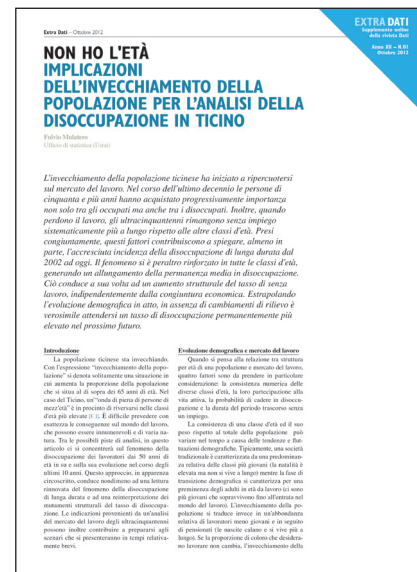 Extra Dati – Ottobre 2012
EXTRA DATI
Supplemento online
della rivista Dati
Anno XII – N.01
Ottobre 2012
NON HO L'ETÀ
IMPLICAZIONI
DELL'INVECCHIAMENTO DELLA
POPOLAZIONE PER L'ANALISI DELLA
DISOCCUPAZIONE IN TICINO
Fulvio Mulatero
Ufficio di statistica (Ustat)
L'invecchiamento della popolazione ticinese ha iniziato a ripercuotersi
sul mercato del lavoro. Nel corso dell'ultimo decennio le persone di
cinquanta e più anni hanno acquistato progressivamente importanza
non solo tra gli occupati ma anche tra i disoccupati. Inoltre, quando
perdono il lavoro, gli ultracinquantenni rimangono senza impiego
sistematicamente più a lungo rispetto alle altre classi d'età. Presi
congiuntamente, questi fattori contribuiscono a spiegare, almeno in
parte, l'accresciuta incidenza della disoccupazione di lunga durata dal
2002 ad oggi. Il fenomeno si è peraltro rinforzato in tutte le classi d'età,
generando un allungamento della permanenza media in disoccupazione.
Ciò conduce a sua volta ad un aumento strutturale del tasso di senza
lavoro, indipendentemente dalla congiuntura economica. Estrapolando
l'evoluzione demografica in atto, in assenza di cambiamenti di rilievo è
verosimile attendersi un tasso di disoccupazione permanentemente più
elevato nel prossimo futuro.
Introduzione
La popolazione ticinese sta invecchiando.
Con l'espressione "invecchiamento della popo-
lazione" si denota solitamente una situazione in
cui aumenta la proporzione della popolazione
che si situa al di sopra dei 65 anni di età. Nel
caso del Ticino, un'"onda di piena di persone di
mezz'età" è in procinto di riversarsi nelle classi
d'età più elevate [F. 1]. È difficile prevedere con
esattezza le conseguenze sul mondo del lavoro,
che possono essere innumerevoli e di varia na-
tura. Tra le possibili piste di analisi, in questo
articolo ci si concentrerà sul fenomeno della
disoccupazione dei lavoratori dai 50 anni di
età in su e sulla sua evoluzione nel corso degli
ultimi 10 anni. Questo approccio, in apparenza
circoscritto, conduce nondimeno ad una lettura
rinnovata del fenomeno della disoccupazione
di lunga durata e ad una reinterpretazione dei
mutamenti strutturali del tasso di disoccupa-
zione. Le indicazioni provenienti da un'analisi
del mercato del lavoro degli ultracinquantenni
possono inoltre contribuire a prepararsi agli
scenari che si presenteranno in tempi relativa-
mente brevi.
Evoluzione demografica e mercato del lavoro
Quando si pensa alla relazione tra struttura
per età di una popolazione e mercato del lavoro,
quattro fattori sono da prendere in particolare
considerazione: la consistenza numerica delle
diverse classi d'età, la loro partecipazione alla
vita attiva, la probabilità di cadere in disoccu-
pazione e la durata del periodo trascorso senza
un impiego.
La consistenza di una classe d'età ed il suo
peso rispetto al totale della popolazione può
variare nel tempo a causa delle tendenze e flut-
tuazioni demografiche. Tipicamente, una società
tradizionale è caratterizzata da una predominan-
za relativa delle classi più giovani (la natalità è
elevata ma non si vive a lungo) mentre la fase di
transizione demografica si caratterizza per una
preminenza degli adulti in età da lavoro (ci sono
più giovani che sopravvivono fino all'entrata nel
mondo del lavoro). L'invecchiamento della po-
polazione si traduce invece in un'abbondanza
relativa di lavoratori meno giovani e in seguito
di pensionati (le nascite calano e si vive più a
lungo). Se la proporzione di coloro che desidera-
no lavorare non cambia, l'invecchiamento della